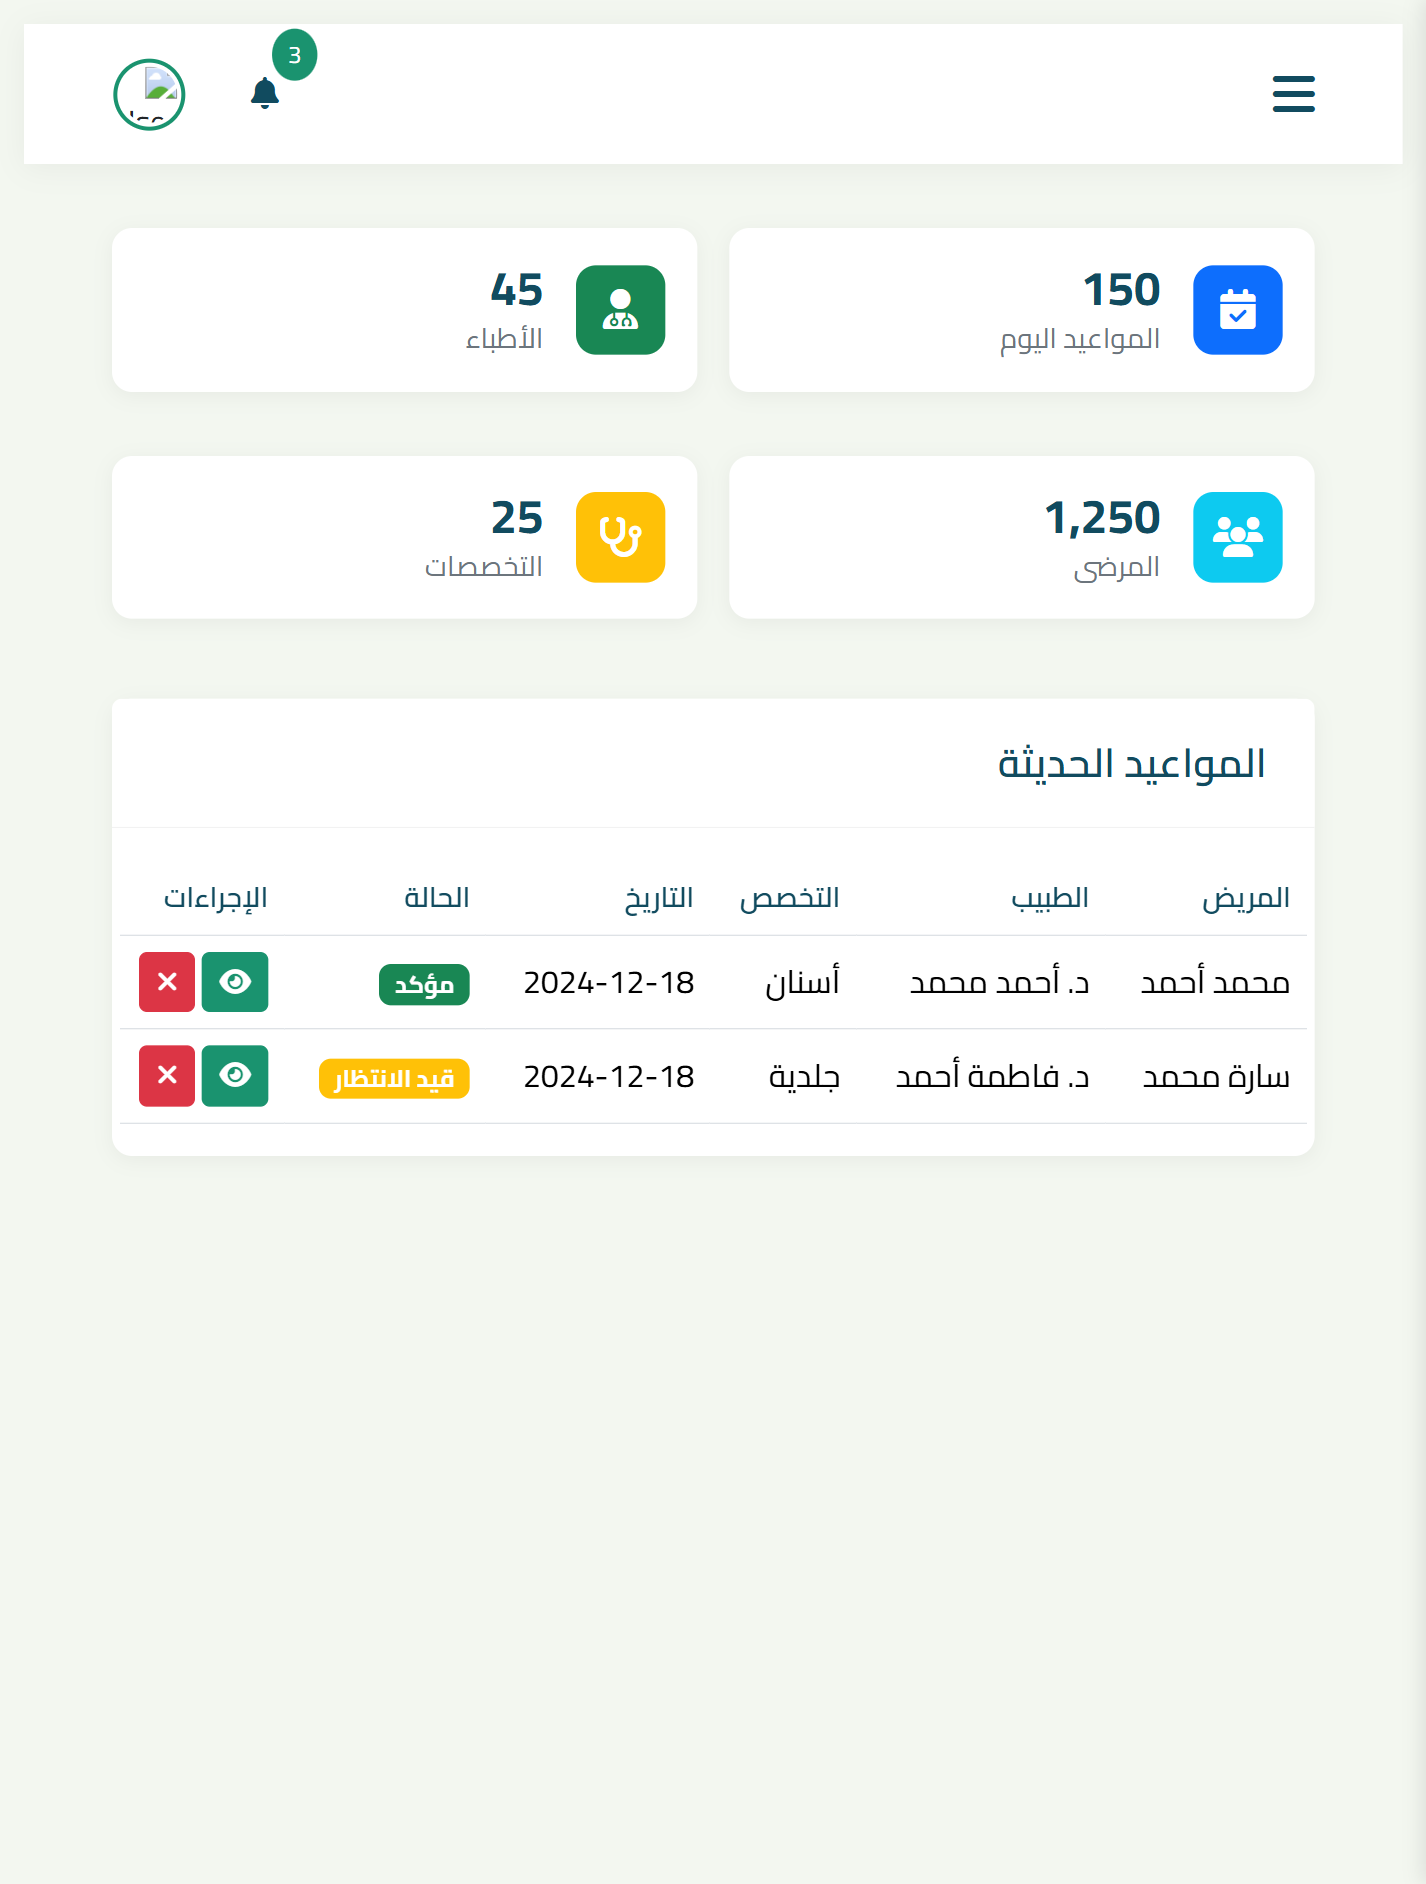 3
150
المواعيد اليوم
45
الأطباء
1,250
المرضى
25
التخصصات
المواعيد الحديثة
المريض الطبيب التخصص التاريخ الحالة الإجراءات
محمد أحمد د. أحمد محمد أسنان 2024-12-18 مؤكد
سارة محمد د. فاطمة أحمد جلدية 2024-12-18 قيد الانتظار